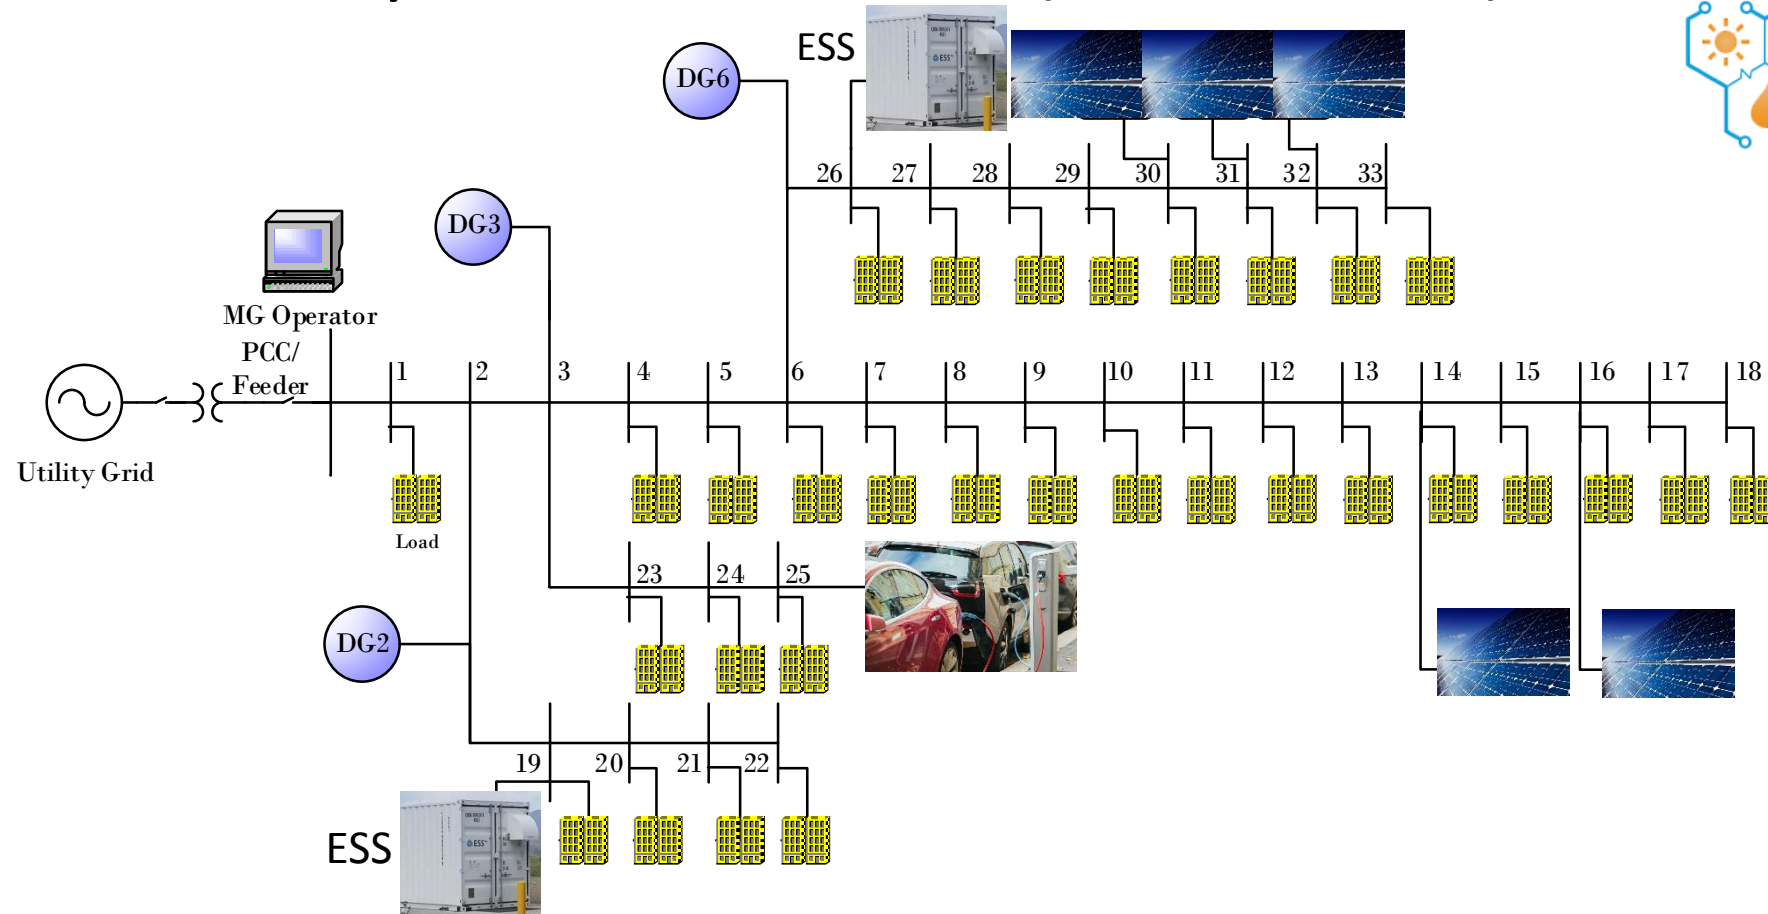 ESS
DG6
26 27 28 29 30 31 32 33
DG3
MG Operator
PCC/
Feeder
1 2 3 4 5 6 7 8 9 10 11 12 13 14 15 16 17 18
Utility Grid
Load
23 24 25
DG2
19 20 21 22
ESS
ESS
ESS